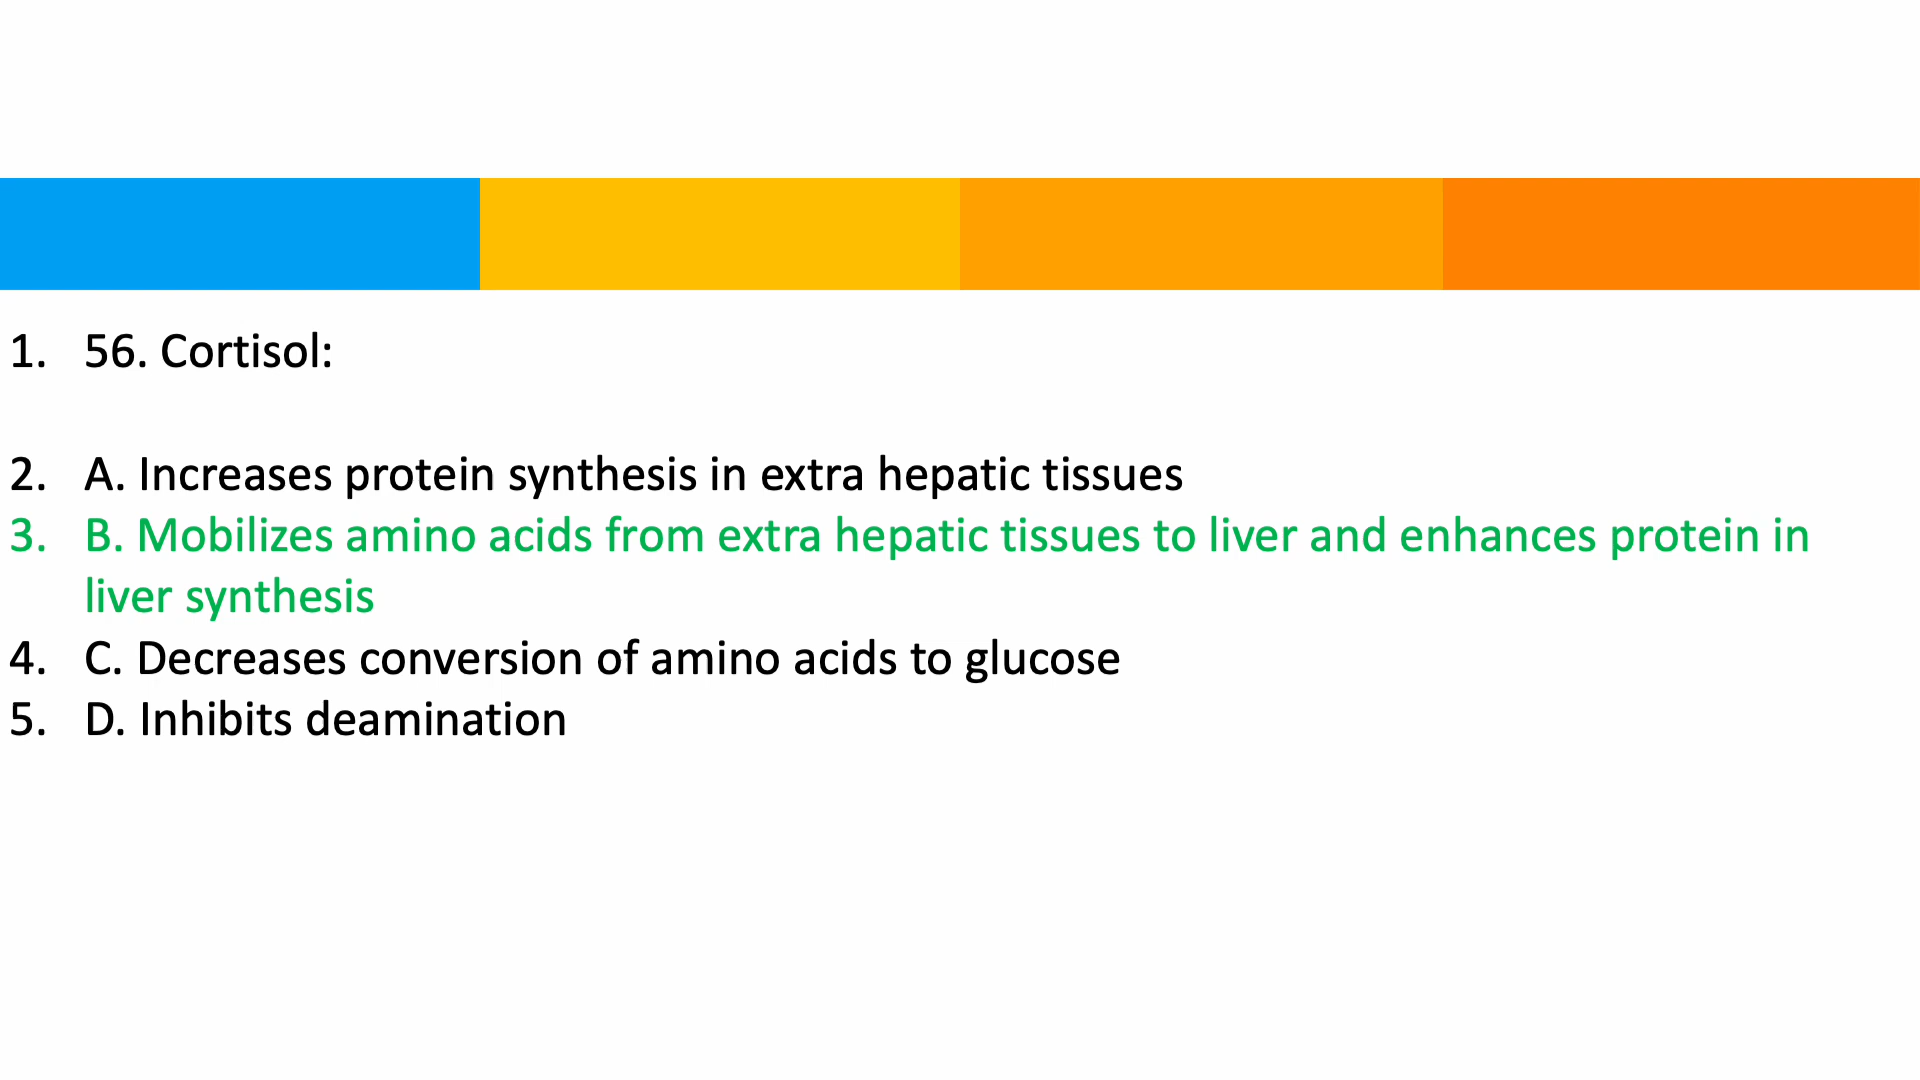 1. 56. Cortisol:
2. A. Increases protein synthesis in extra hepatic tissues
3. B. Mobilizes amino acids from extra hepatic tissues to liver and enhances protein in
liver synthesis
4. C. Decreases conversion of amino acids to glucose
5. D. Inhibits deamination